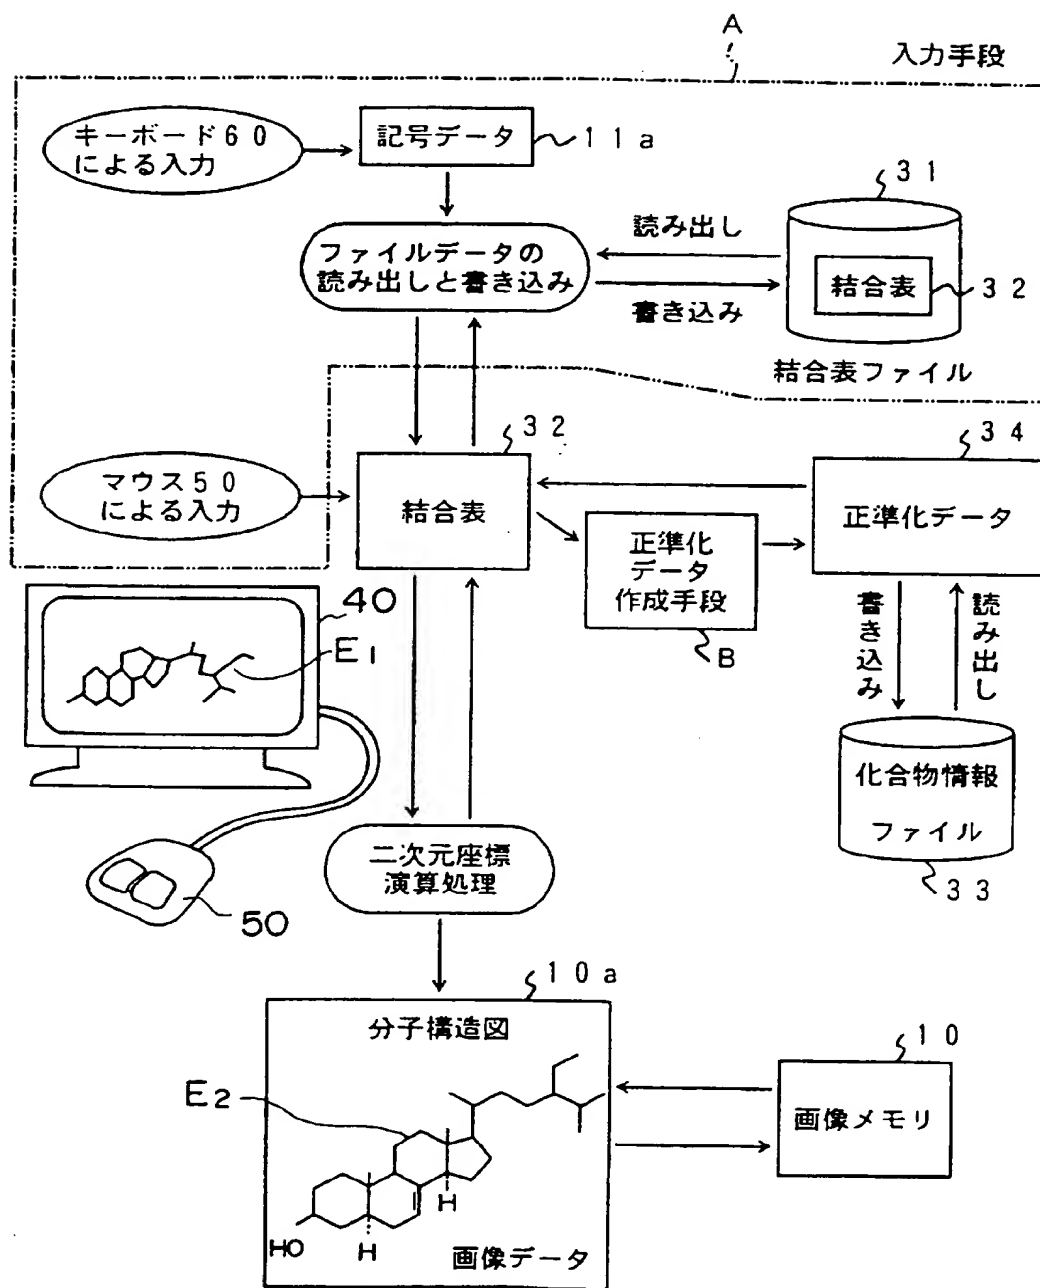 A
入力手段
キーボード60
による入力
記号データ
11a
31
読み出し
ファイルデータの
読み出しと書き込み
結合表
32
書き込み
結合表ファイル
32
34
マウス50
による入力
結合表
正準化データ
正準化
データ
作成手段
B
書き込み
読み出し
40
E1
化合物情報
ファイル
33
二次元座標
演算処理
50
10a
分子構造図
10
E2
画像メモリ
H
HO
H
画像データ